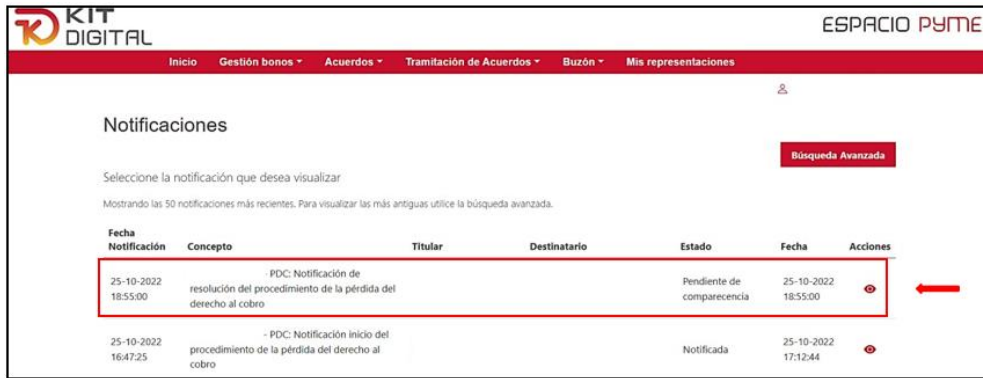 KIT
DIGITAL
ESPACIO PYME
Inicio Gestión bonos Acuerdos Tramitación de Acuerdos Buzón Mis representaciones
Notificaciones
Búsqueda Avanzada
Seleccione la notificación que desea visualizar
Mostrando las 50 notificaciones más recientes. Para visualizar las más antiguas utilice la búsqueda avanzada.
Fecha
Notificación Concepto Titular Destinatario Estado Fecha Acciones
25-10-2022
18:55:00
- PDC: Notificación de
resolución del procedimiento de la pérdida del
derecho al cobro
Pendiente de
comparecencia
25-10-2022
18:55:00
25-10-2022
16:47:25
- PDC: Notificación inicio del
procedimiento de la pérdida del derecho al
cobro
Notificada
25-10-2022
17:12:44